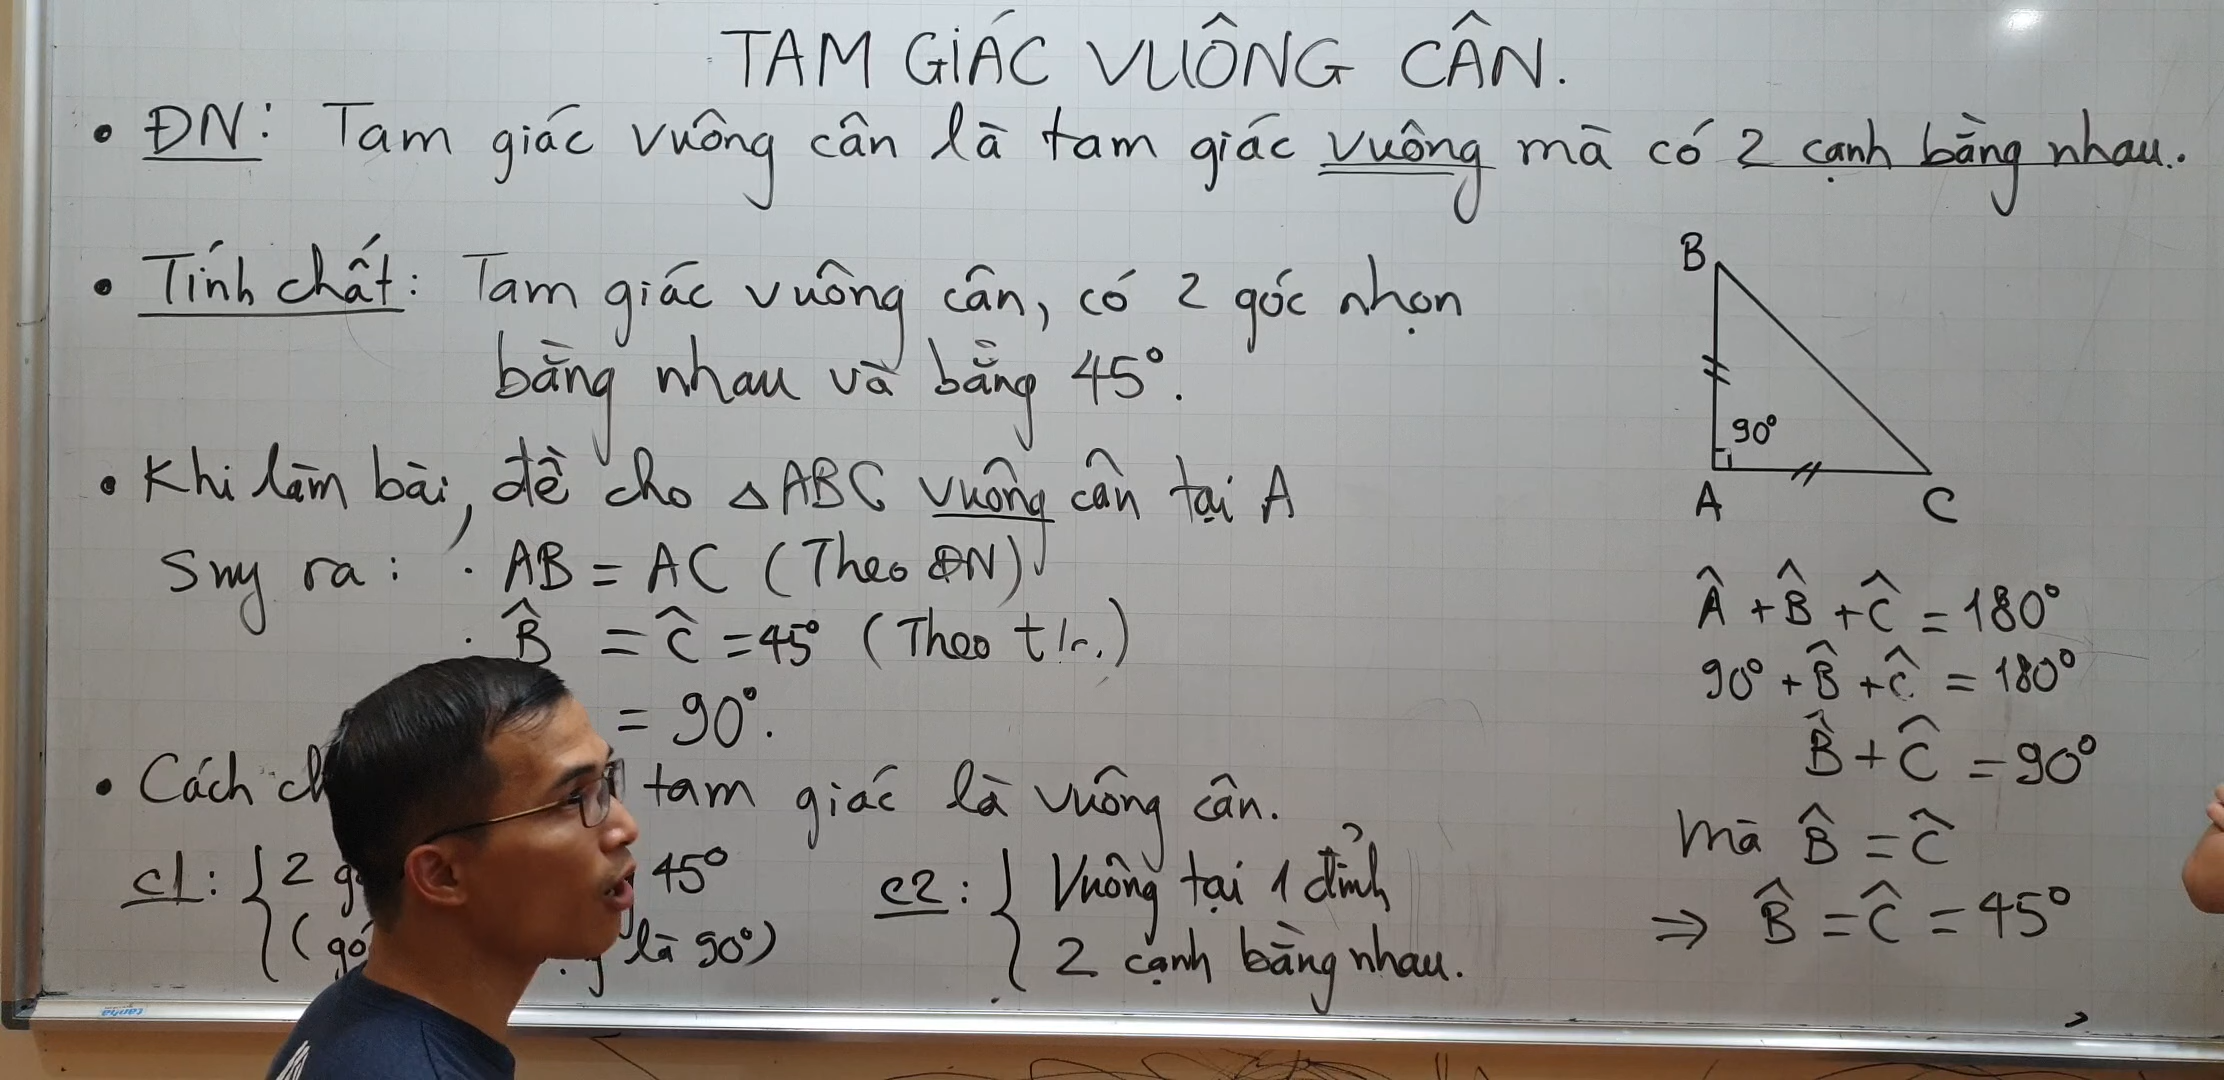 TAM GIÁC VUÔNG CÂN.
• ĐN: Tam giác vuông cân là tam giác vuông mà có 2 cạnh bằng nhau.
• Tính chất: Tam giác vuông cân, có 2 góc nhọn
bằng nhau và bằng 45°.
• Khi làm bài, đề cho △ABC vuông cân tại A
Suy ra: · AB = AC (Theo ĐN)
· B̂ = Ĉ = 45° (Theo t/c.)
= 90°.
• Cách tam giác là vuông cân.
c1: { 2 45°
( là 90°)
c2: { Vuông tại 1 đỉnh
2 cạnh bằng nhau.
B
90°
A C
Â + B̂ + Ĉ = 180°
90° + B̂ + Ĉ = 180°
B̂ + Ĉ = 90°
mà B̂ = Ĉ
⇒ B̂ = Ĉ = 45°